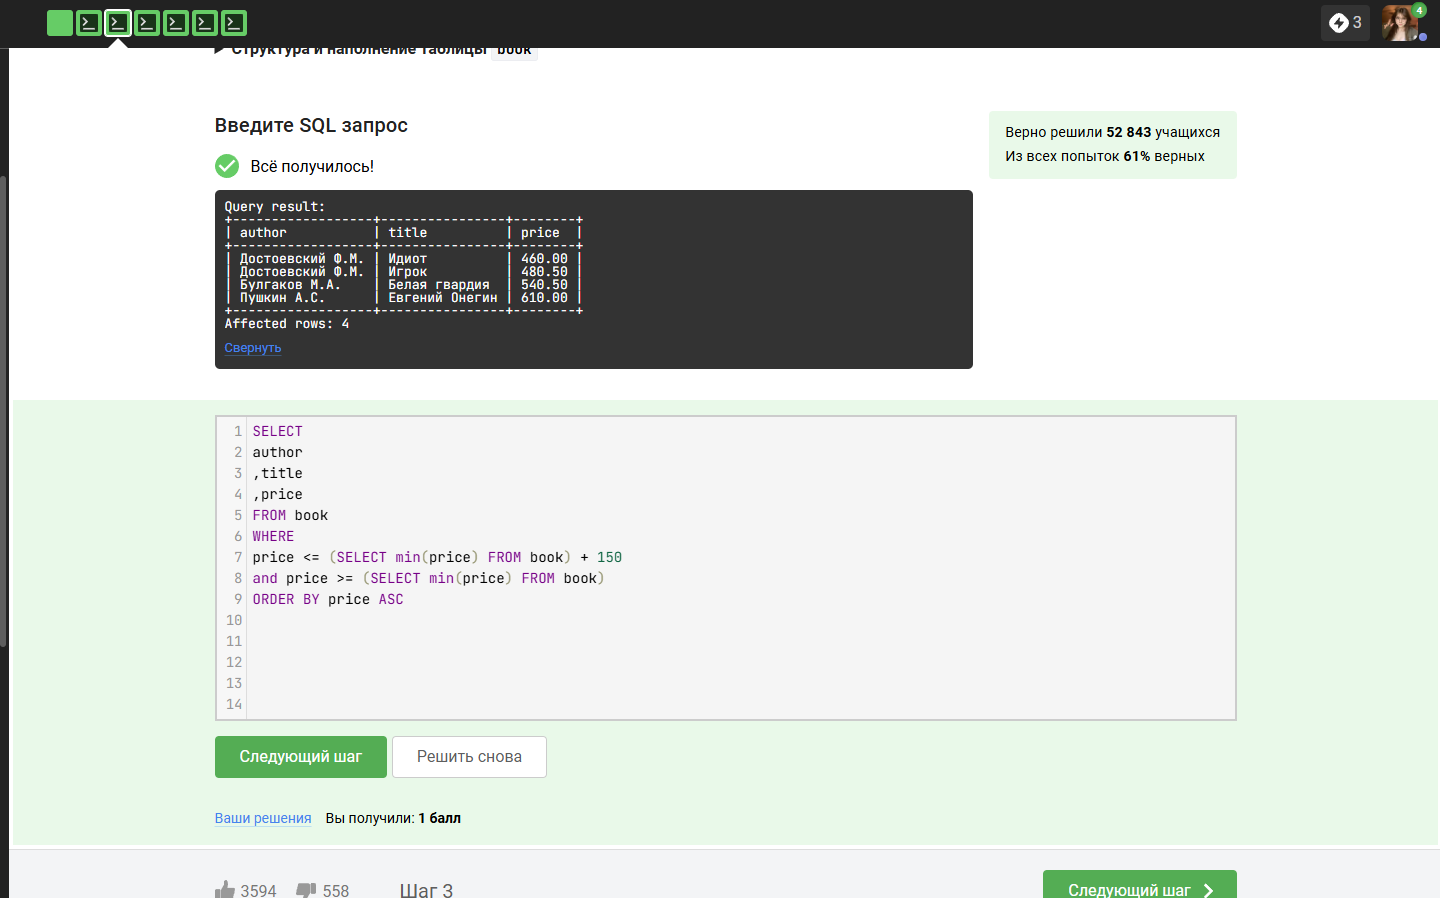 3
4
Структура и наполнение таблицы book
Введите SQL запрос
Верно решили 52 843 учащихся
Из всех попыток 61% верных
Всё получилось!
Query result:
+------------------+----------------+--------+
| author           | title          | price  |
+------------------+----------------+--------+
| Достоевский Ф.М. | Идиот          | 460.00 |
| Достоевский Ф.М. | Игрок          | 480.50 |
| Булгаков М.А.    | Белая гвардия  | 540.50 |
| Пушкин А.С.      | Евгений Онегин | 610.00 |
+------------------+----------------+--------+
Affected rows: 4
Свернуть
1 SELECT
2 author
3 ,title
4 ,price
5 FROM book
6 WHERE
7 price <= (SELECT min(price) FROM book) + 150
8 and price >= (SELECT min(price) FROM book)
9 ORDER BY price ASC
10
11
12
13
14
Следующий шаг Решить снова
Ваши решения Вы получили: 1 балл
3594 558 Шаг 3 Следующий шаг